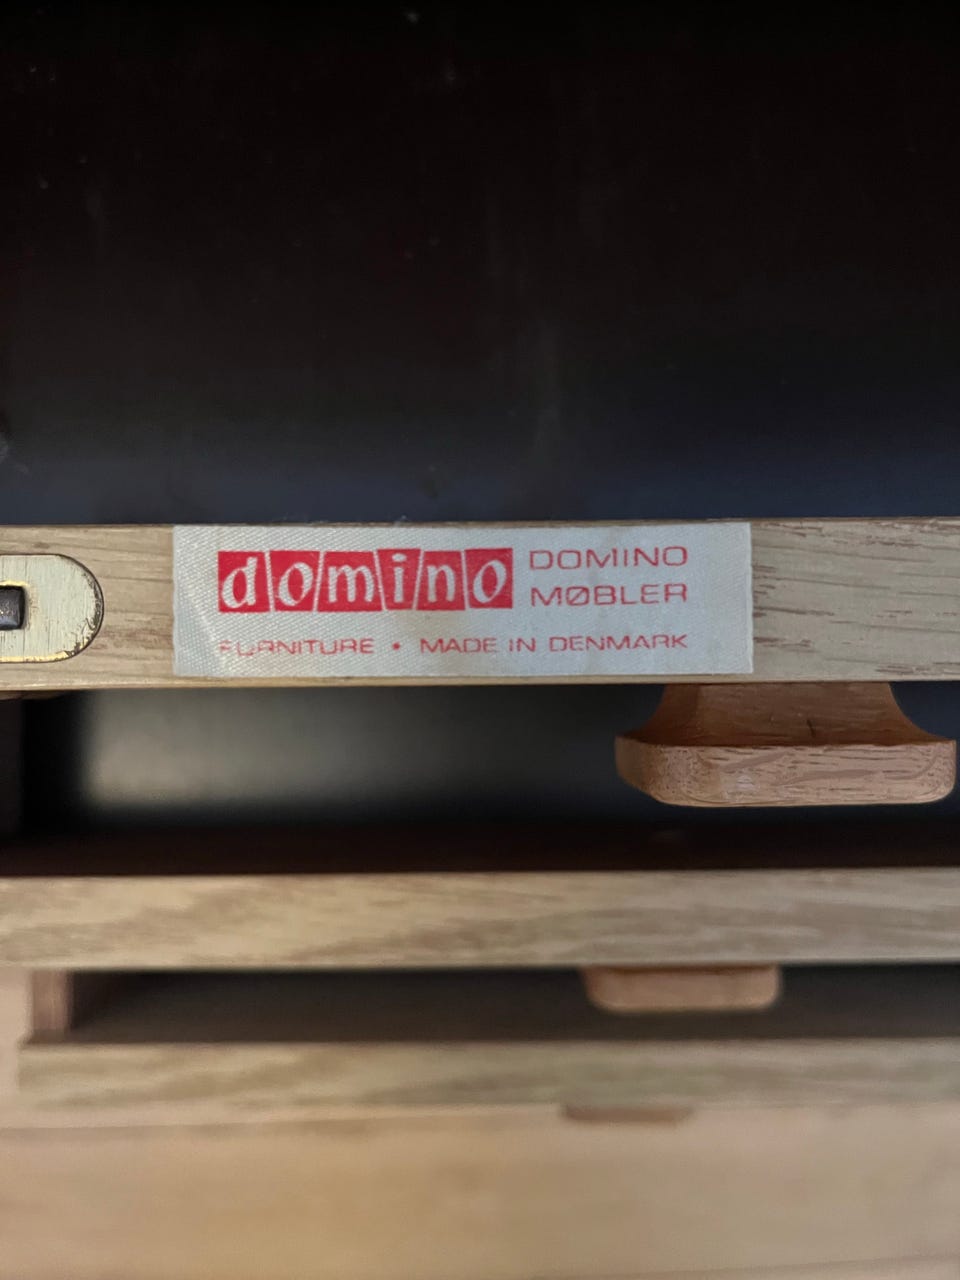 domino DOMINO
MØBLER
FURNITURE • MADE IN DENMARK